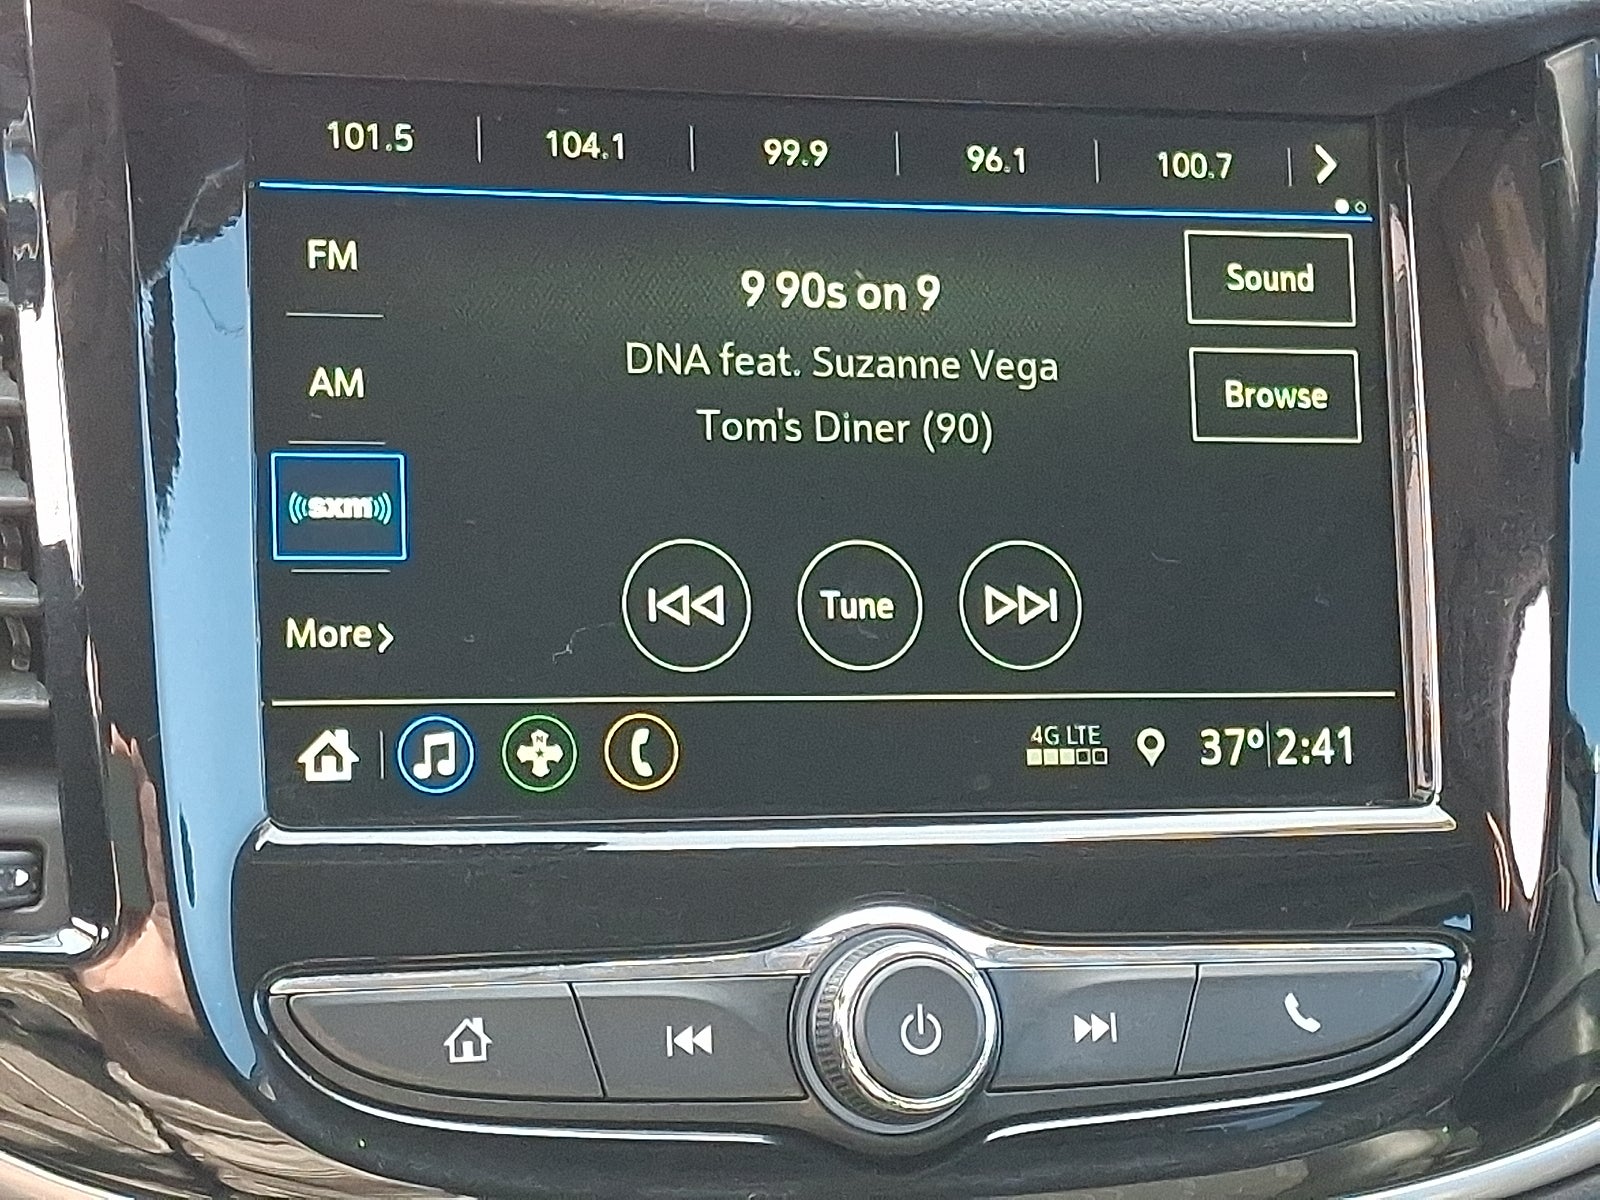 101.5 104.1 99.9 96.1 100.7
FM
9 90s on 9
Sound
DNA feat. Suzanne Vega
AM
Browse
Tom's Diner (90)
sxm
Tune
More
N
4G LTE
37° 2:41